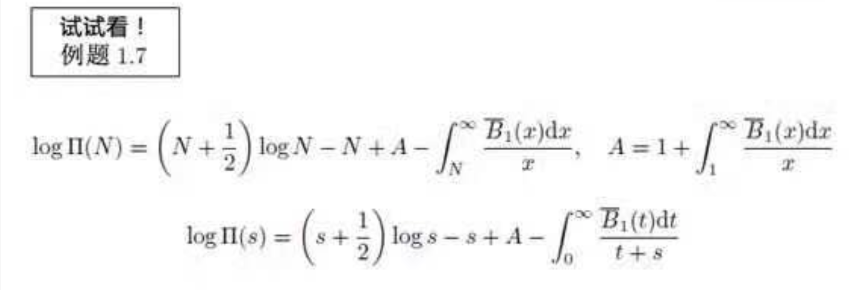 试试看！
例题 1.7
log Π(N) = (N + 1/2) log N − N + A − ∫_N^∞ B̅₁(x)dx / x, A = 1 + ∫_1^∞ B̅₁(x)dx / x
log Π(s) = (s + 1/2) log s − s + A − ∫_0^∞ B̅₁(t)dt / t + s